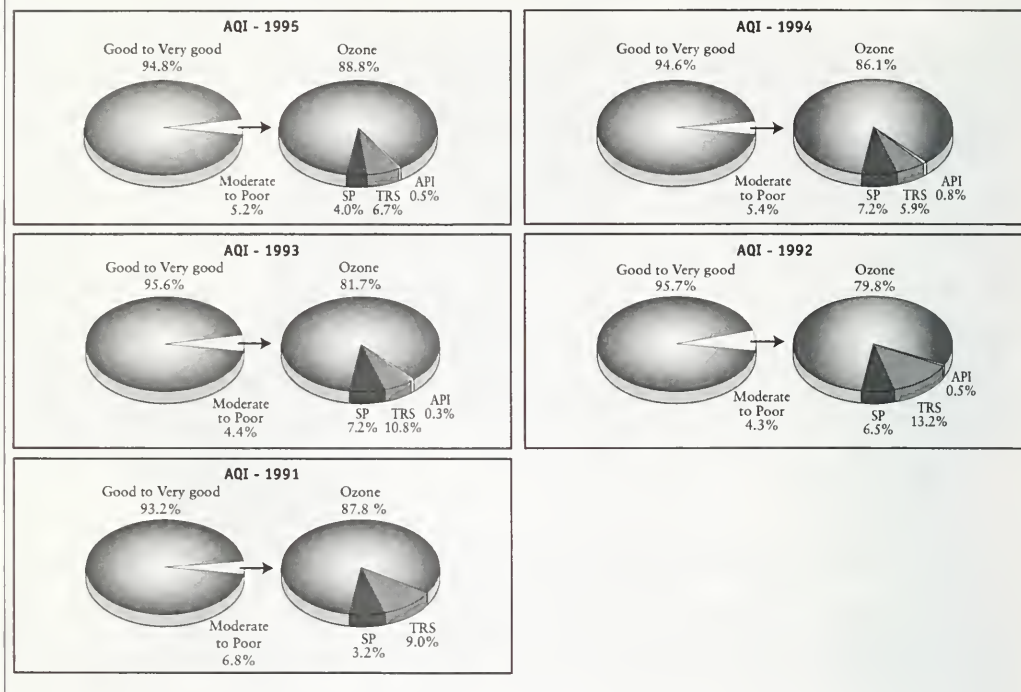 AQI - 1995
Good to Very good
94.8%
Moderate
to Poor
5.2%
Ozone
88.8%
SP
4.0%
TRS
6.7%
API
0.5%
AQI - 1994
Good to Very good
94.6%
Moderate
to Poor
5.4%
Ozone
86.1%
SP
7.2%
TRS
5.9%
API
0.8%
AQI - 1993
Good to Very good
95.6%
Moderate
to Poor
4.4%
Ozone
81.7%
SP
7.2%
TRS
10.8%
API
0.3%
AQI - 1992
Good to Very good
95.7%
Moderate
to Poor
4.3%
Ozone
79.8%
SP
6.5%
TRS
13.2%
API
0.5%
AQI - 1991
Good to Very good
93.2%
Moderate
to Poor
6.8%
Ozone
87.8 %
SP
3.2%
TRS
9.0%